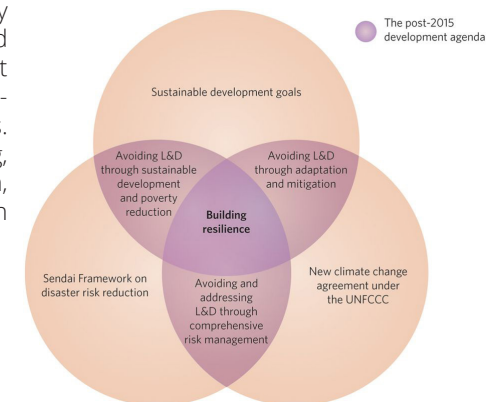 The post-2015
development agenda
Sustainable development goals
Avoiding L&D
through sustainable
development
and poverty
reduction
Avoiding L&D
through adaptation
and mitigation
Building
resilience
Sendai Framework on
disaster risk reduction
New climate change
agreement under
the UNFCCC
Avoiding and
addressing
L&D through
comprehensive
risk management